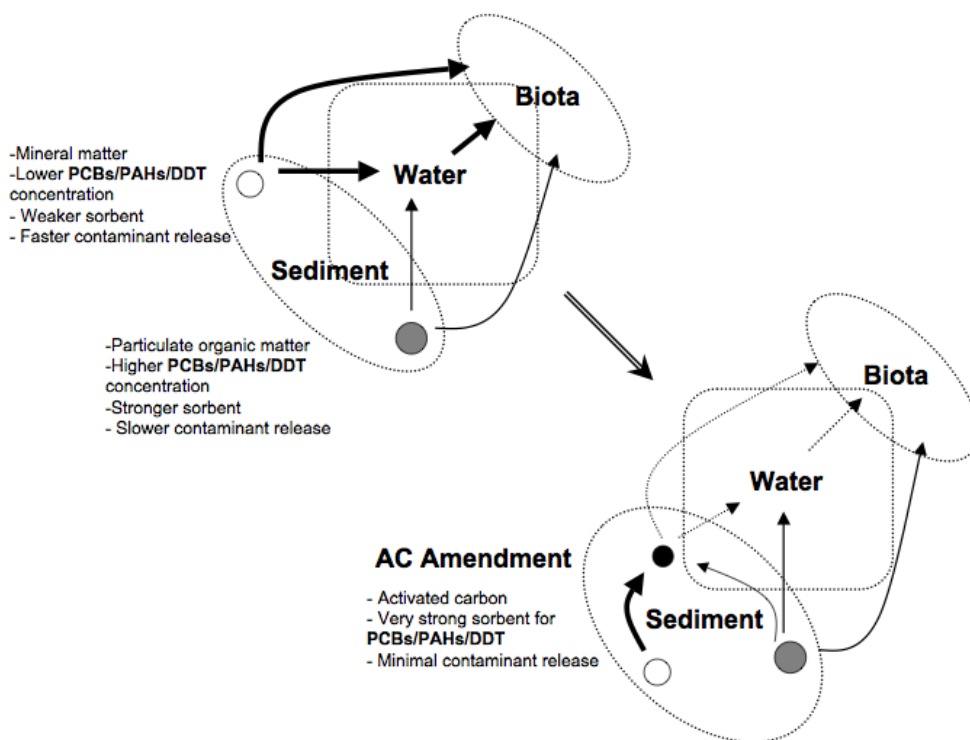 Biota
-Mineral matter
-Lower PCBs/PAHs/DDT
concentration
- Weaker sorbent
- Faster contaminant release
Water
Sediment
-Particulate organic matter
-Higher PCBs/PAHs/DDT
concentration
-Stronger sorbent
- Slower contaminant release
Biota
Water
AC Amendment
- Activated carbon
- Very strong sorbent for
PCBs/PAHs/DDT
- Minimal contaminant release
Sediment